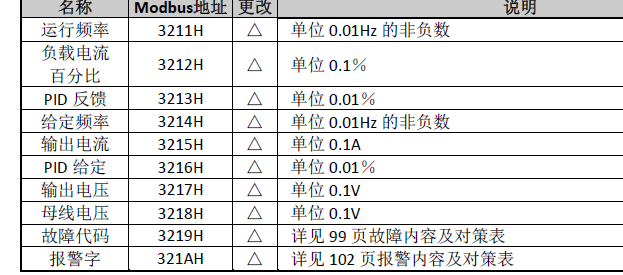 名称 Modbus地址 更改 说明
运行频率 3211H △ 单位 0.01Hz 的非负数
负载电流
百分比 3212H △ 单位 0.1%
PID 反馈 3213H △ 单位 0.01%
给定频率 3214H △ 单位 0.01Hz 的非负数
输出电流 3215H △ 单位 0.1A
PID 给定 3216H △ 单位 0.01%
输出电压 3217H △ 单位 0.1V
母线电压 3218H △ 单位 0.1V
故障代码 3219H △ 详见 99 页故障内容及对策表
报警字 321AH △ 详见 102 页报警内容及对策表